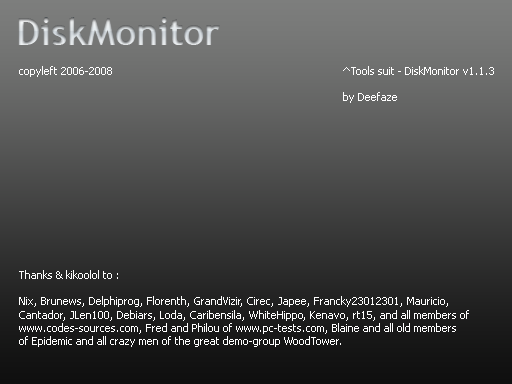 DiskMonitor
copyleft 2006-2008
^Tools suit - DiskMonitor v1.1.3
by Deefaze
Thanks & kikoolol to :
Nix, Brunews, Delphiprog, Florenth, GrandVizir, Cirec, Japee, Francky23012301, Mauricio,
Cantador, JLen100, Debiars, Loda, Caribensila, WhiteHippo, Kenavo, rt15, and all members of
www.codes-sources.com, Fred and Philou of www.pc-tests.com, Blaine and all old members
of Epidemic and all crazy men of the great demo-group WoodTower.